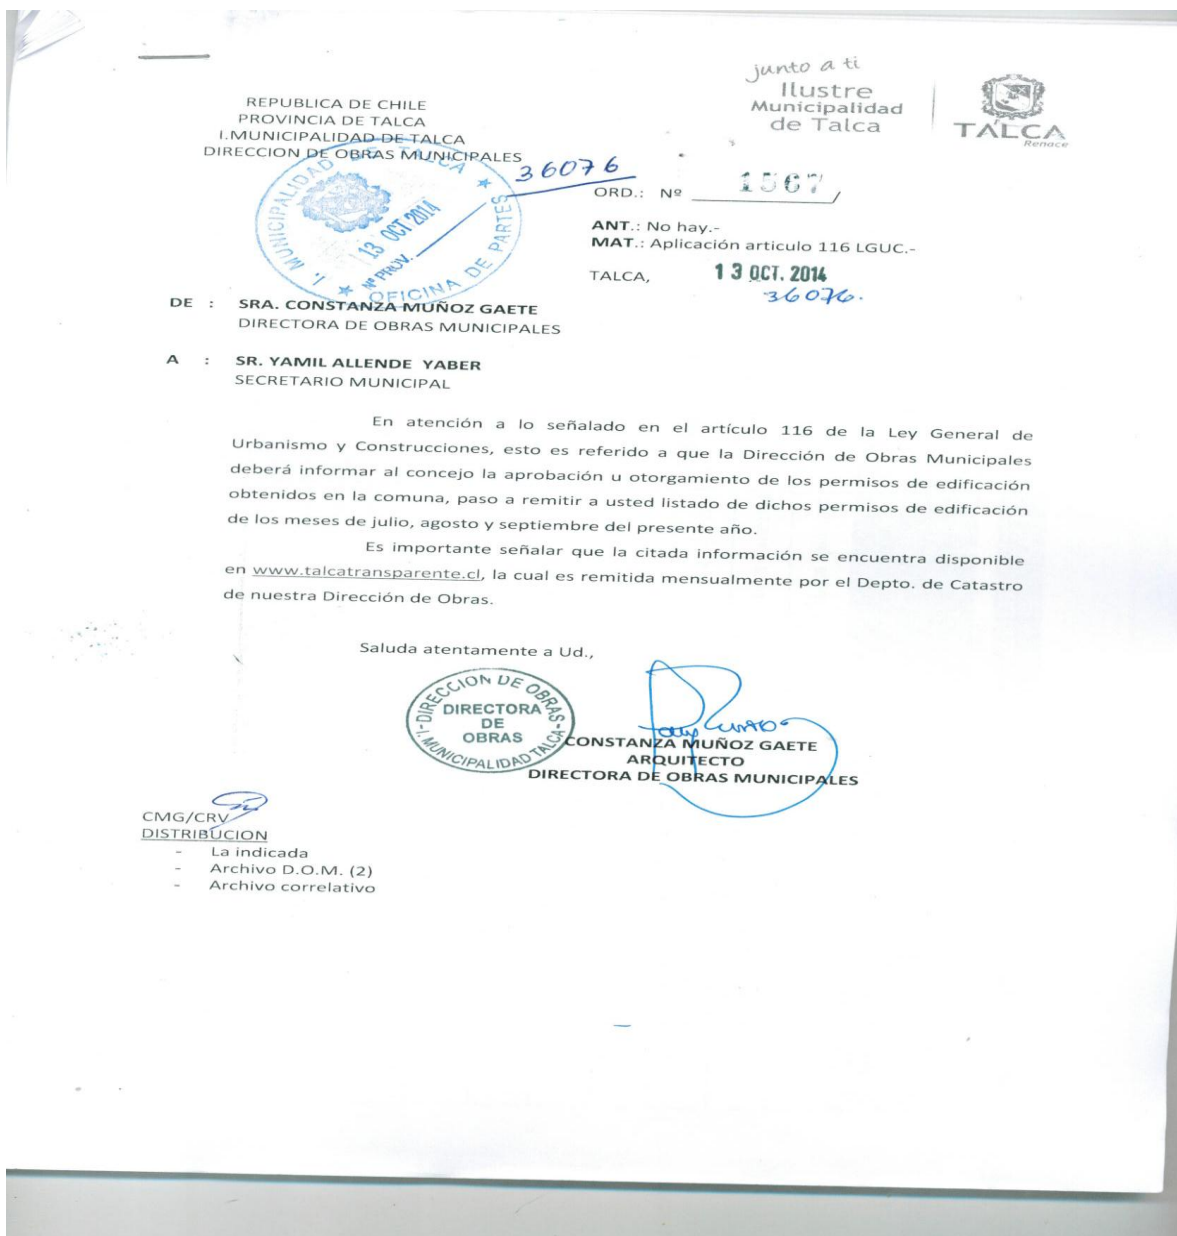 junto a ti
Ilustre
Municipalidad
de Talca
TALCA
Renace
REPUBLICA DE CHILE
PROVINCIA DE TALCA
I.MUNICIPALIDAD DE TALCA
DIRECCION DE OBRAS MUNICIPALES
I. MUNICIPALIDAD DE TALCA
13 OCT 2014
Nº PROV.
OFICINA DE PARTES
36076
ORD.: Nº 1567/
ANT.: No hay.-
MAT.: Aplicación articulo 116 LGUC.-
TALCA, 13 OCT. 2014
36076.
DE : SRA. CONSTANZA MUÑOZ GAETE
DIRECTORA DE OBRAS MUNICIPALES
A : SR. YAMIL ALLENDE YABER
SECRETARIO MUNICIPAL
En atención a lo señalado en el artículo 116 de la Ley General de
Urbanismo y Construcciones, esto es referido a que la Dirección de Obras Municipales
deberá informar al concejo la aprobación u otorgamiento de los permisos de edificación
obtenidos en la comuna, paso a remitir a usted listado de dichos permisos de edificación
de los meses de julio, agosto y septiembre del presente año.
Es importante señalar que la citada información se encuentra disponible
en www.talcatransparente.cl, la cual es remitida mensualmente por el Depto. de Catastro
de nuestra Dirección de Obras.
Saluda atentamente a Ud.,
-DIRECCION DE OBRAS-
DIRECTORA
DE
OBRAS
I. MUNICIPALIDAD TALCA
CONSTANZA MUÑOZ GAETE
ARQUITECTO
DIRECTORA DE OBRAS MUNICIPALES
CMG/CRV
DISTRIBUCION
- La indicada
- Archivo D.O.M. (2)
- Archivo correlativo